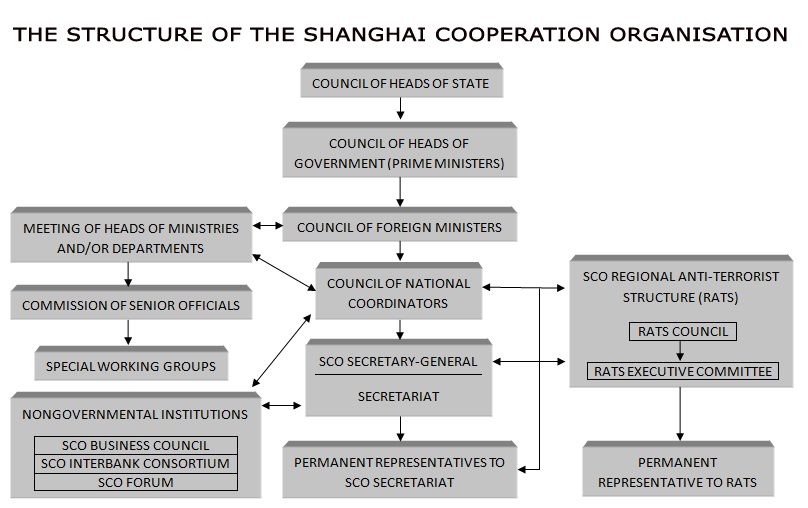 THE STRUCTURE OF THE SHANGHAI COOPERATION ORGANISATION
COUNCIL OF HEADS OF STATE
COUNCIL OF HEADS OF
GOVERNMENT (PRIME MINISTERS)
MEETING OF HEADS OF MINISTRIES
AND/OR DEPARTMENTS
COUNCIL OF FOREIGN MINISTERS
COMMISSION OF SENIOR OFFICIALS
COUNCIL OF NATIONAL
COORDINATORS
SCO REGIONAL ANTI-TERRORIST
STRUCTURE (RATS)
RATS COUNCIL
RATS EXECUTIVE COMMITTEE
SPECIAL WORKING GROUPS
SCO SECRETARY-GENERAL
SECRETARIAT
NONGOVERNMENTAL INSTITUTIONS
SCO BUSINESS COUNCIL
SCO INTERBANK CONSORTIUM
SCO FORUM
PERMANENT REPRESENTATIVES TO
SCO SECRETARIAT
PERMANENT
REPRESENTATIVE TO RATS